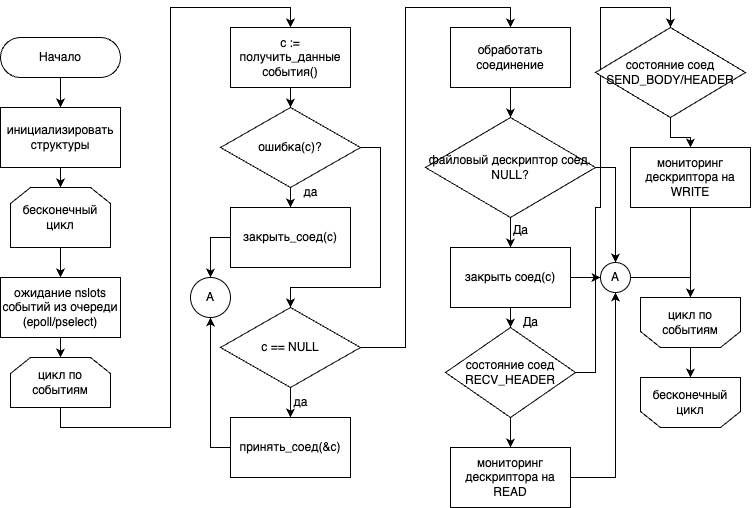 Начало
инициализировать
структуры
бесконечный
цикл
ожидание nslots
событий из очереди
(epoll/pselect)
цикл по
событиям
c :=
получить_данные
события()
ошибка(c)?
да
закрыть_соед(c)
A
c == NULL
да
принять_соед(&c)
обработать
соединение
файловый дескриптор соед.
NULL?
Да
закрыть соед(c)
Да
состояние соед
RECV_HEADER
мониторинг
дескриптора на
READ
A
состояние соед
SEND_BODY/HEADER
мониторинг
дескриптора на
WRITE
цикл по
событиям
бесконечный
цикл